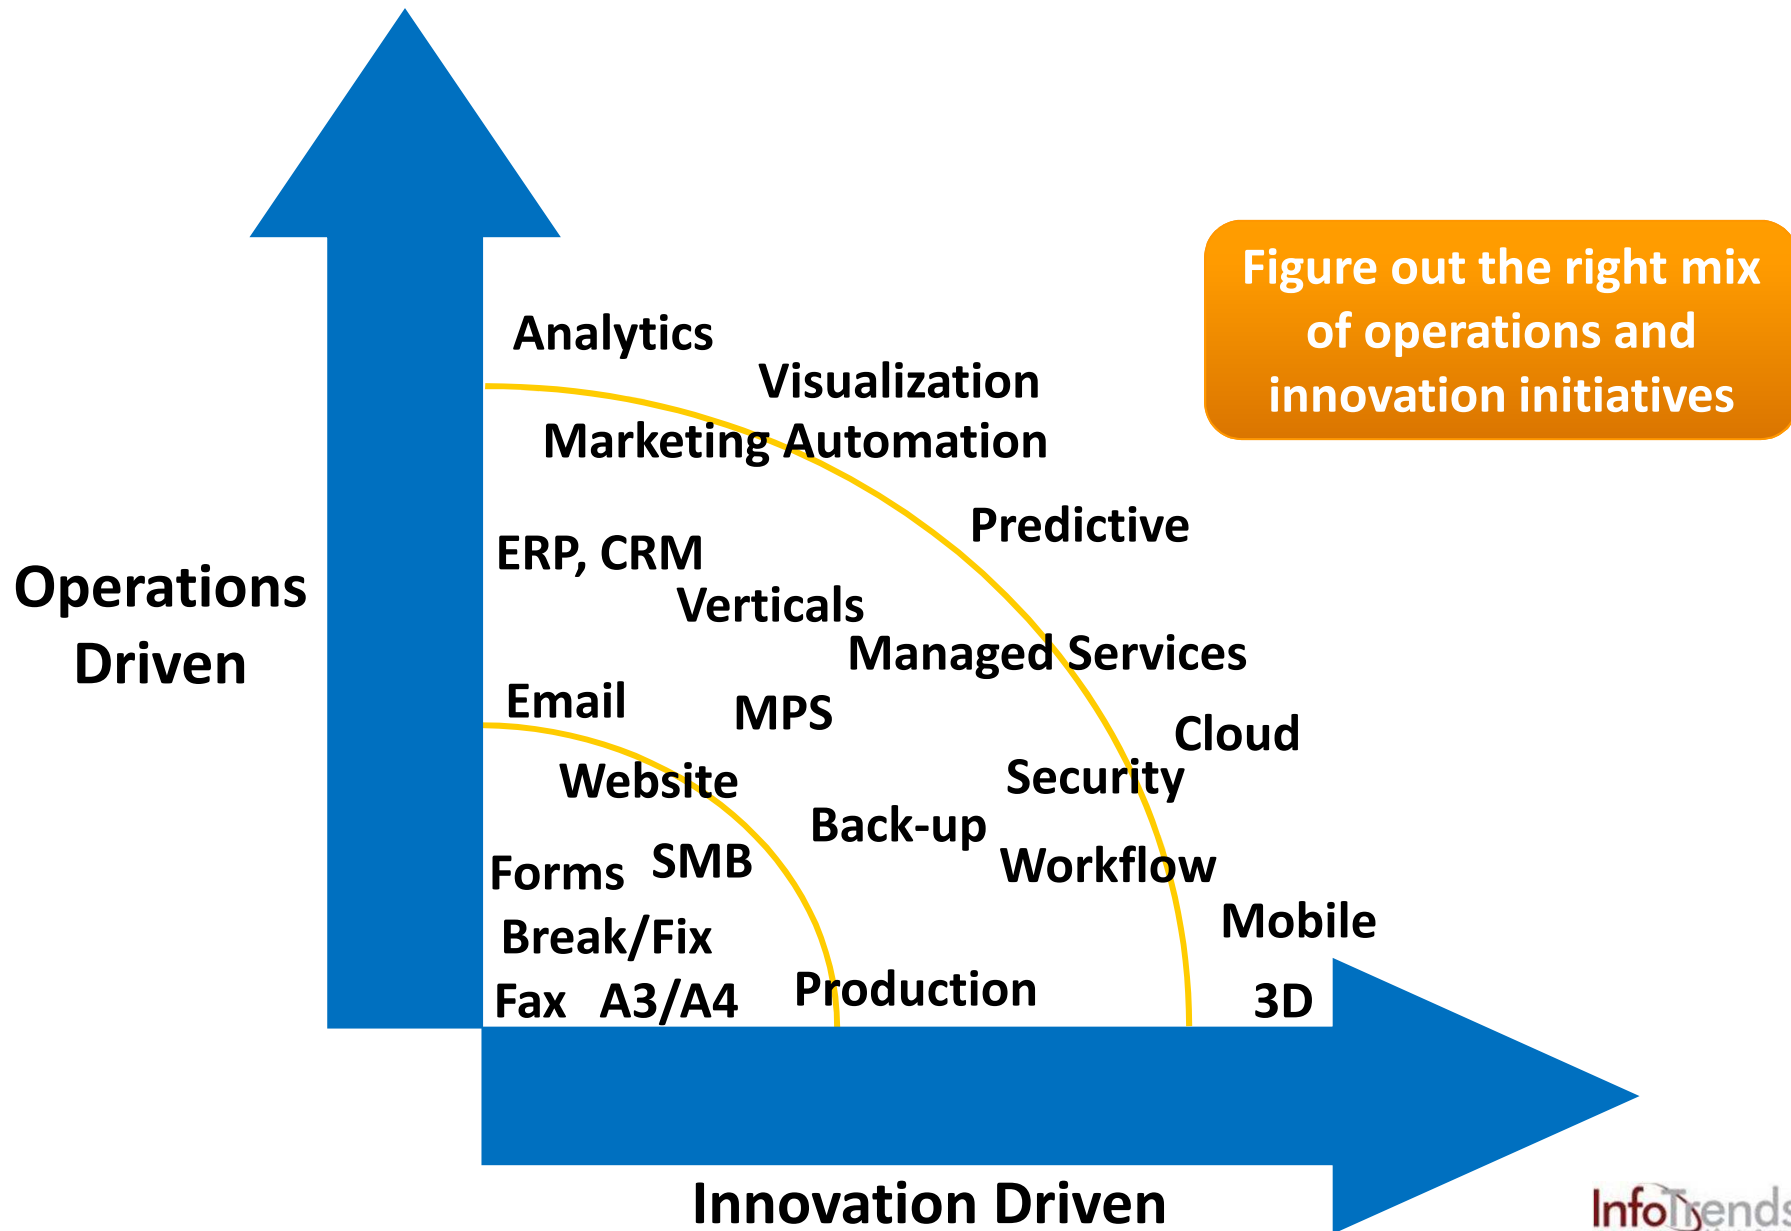 Figure out the right mix
of operations and
innovation initiatives
Analytics
Visualization
Marketing Automation
Predictive
ERP, CRM
Verticals
Operations
Driven
Managed Services
Email
MPS
Cloud
Website
Security
Back-up
Forms
SMB
Workflow
Break/Fix
Mobile
Fax
A3/A4
Production
3D
Innovation Driven
InfoTrends